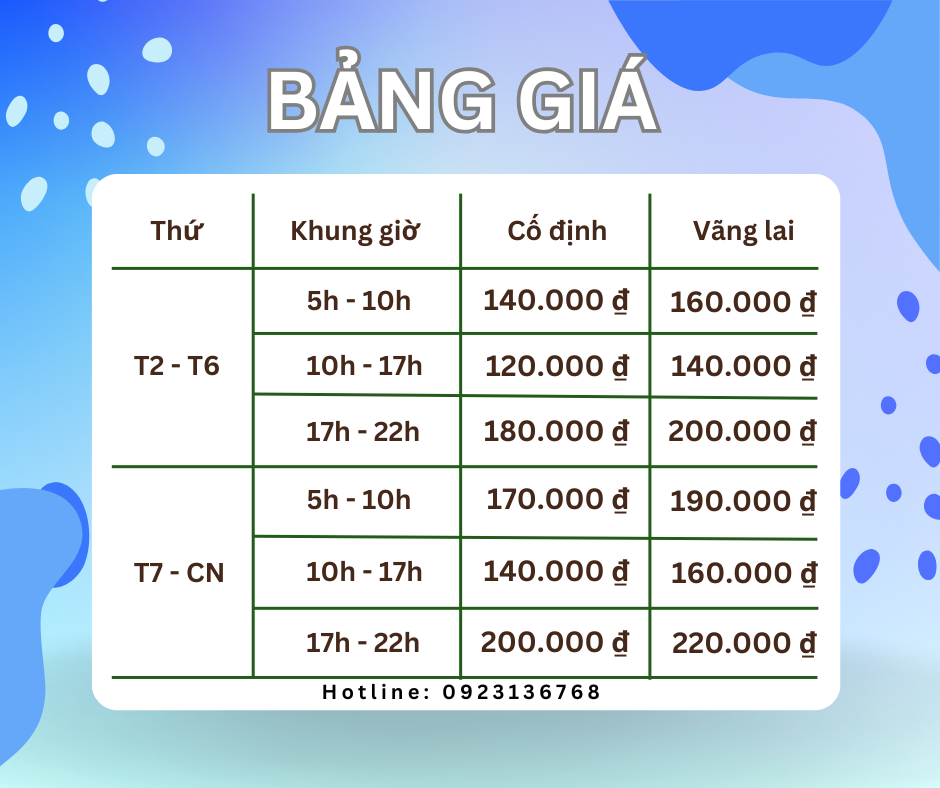 BẢNG GIÁ
Thứ Khung giờ Cố định Vãng lai
5h - 10h 140.000 ₫ 160.000 ₫
T2 - T6 10h - 17h 120.000 ₫ 140.000 ₫
17h - 22h 180.000 ₫ 200.000 ₫
5h - 10h 170.000 ₫ 190.000 ₫
T7 - CN 10h - 17h 140.000 ₫ 160.000 ₫
17h - 22h 200.000 ₫ 220.000 ₫
Hotline: 0923136768